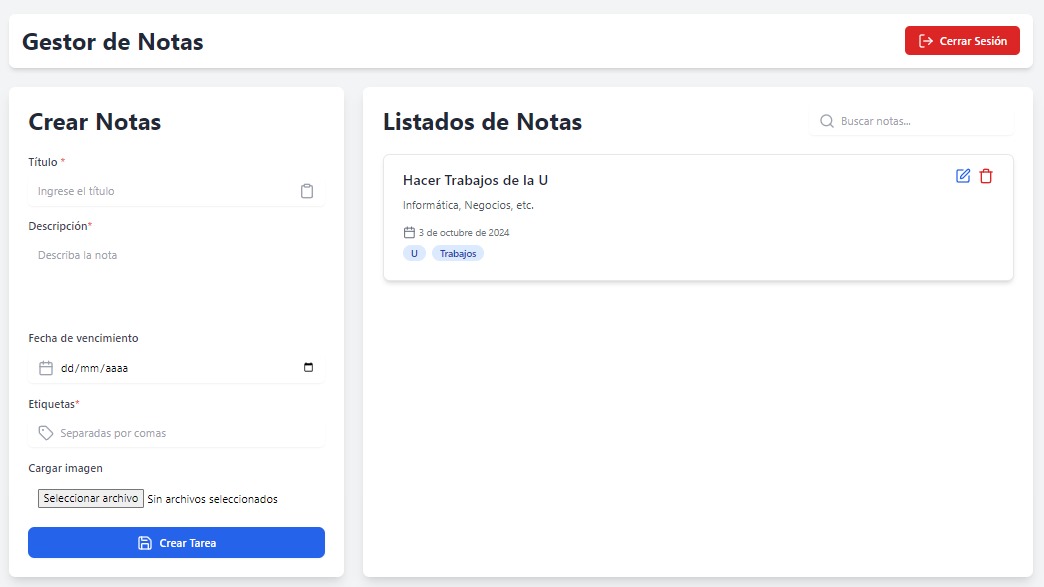 Gestor de Notas
Cerrar Sesión
Crear Notas
Título *
Ingrese el título
Descripción*
Describa la nota
Fecha de vencimiento
dd/mm/aaaa
Etiquetas*
Separadas por comas
Cargar imagen
Seleccionar archivo Sin archivos seleccionados
Crear Tarea
Listados de Notas
Buscar notas...
Hacer Trabajos de la U
Informática, Negocios, etc.
3 de octubre de 2024
U Trabajos